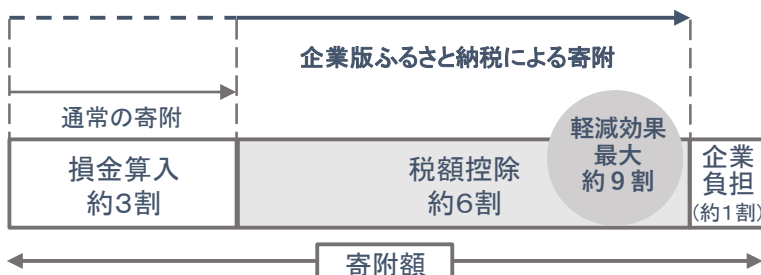 企業版ふるさと納税による寄附
通常の寄附
損金算入
約3割
税額控除
約6割
軽減効果
最大
約9割
企業
負担
(約1割)
寄附額